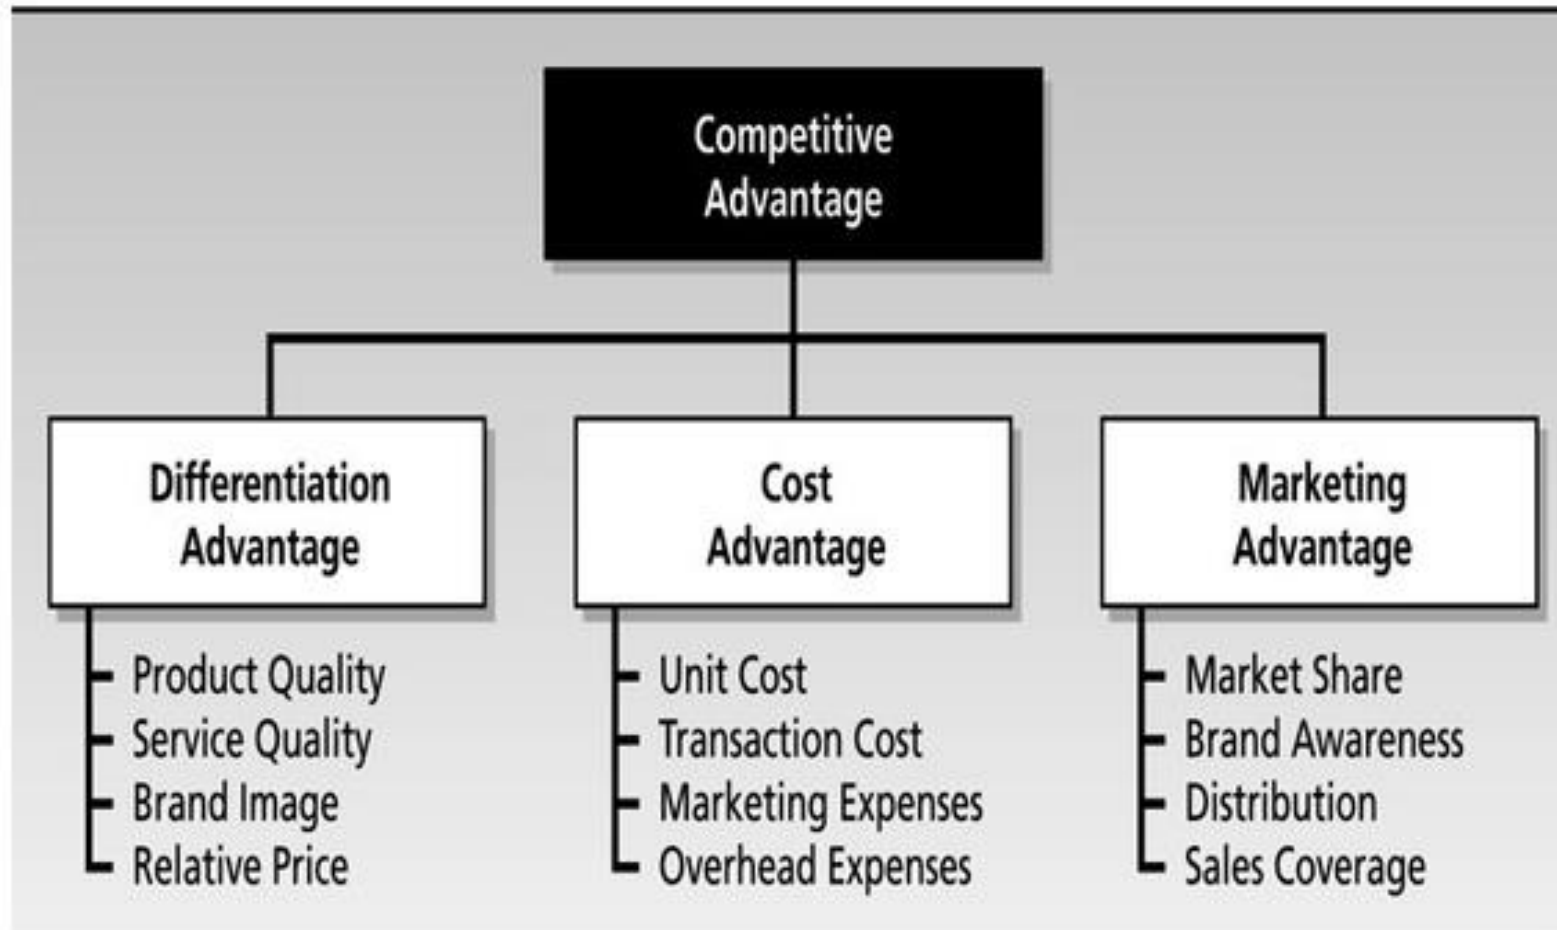 Competitive
Advantage
Differentiation
Advantage
Cost
Advantage
Marketing
Advantage
Product Quality
Service Quality
Brand Image
Relative Price
Unit Cost
Transaction Cost
Marketing Expenses
Overhead Expenses
Market Share
Brand Awareness
Distribution
Sales Coverage